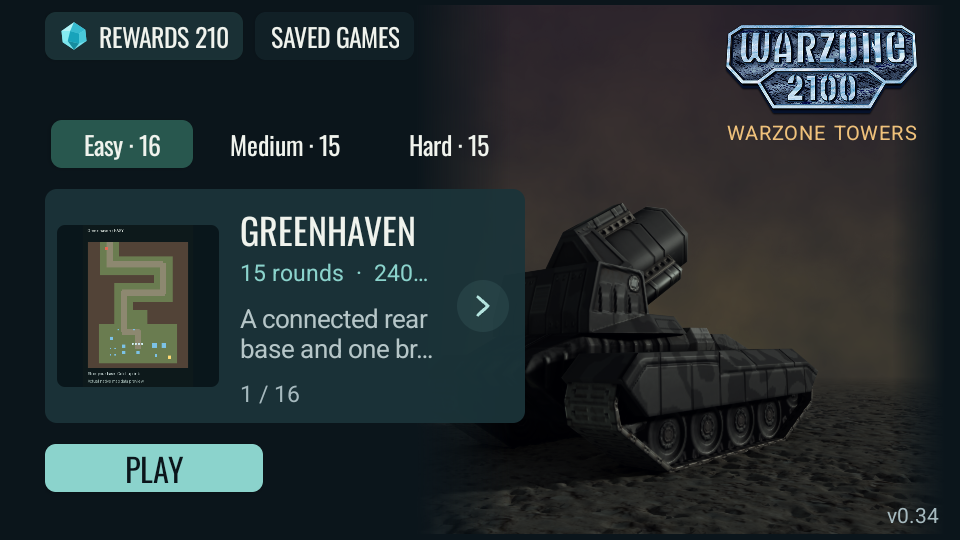 REWARDS 210
SAVED GAMES
WARZONE
2100
WARZONE TOWERS
Easy · 16
Medium · 15
Hard · 15
GREENHAVEN
15 rounds · 240...
A connected rear
base and one br...
1 / 16
PLAY
v0.34